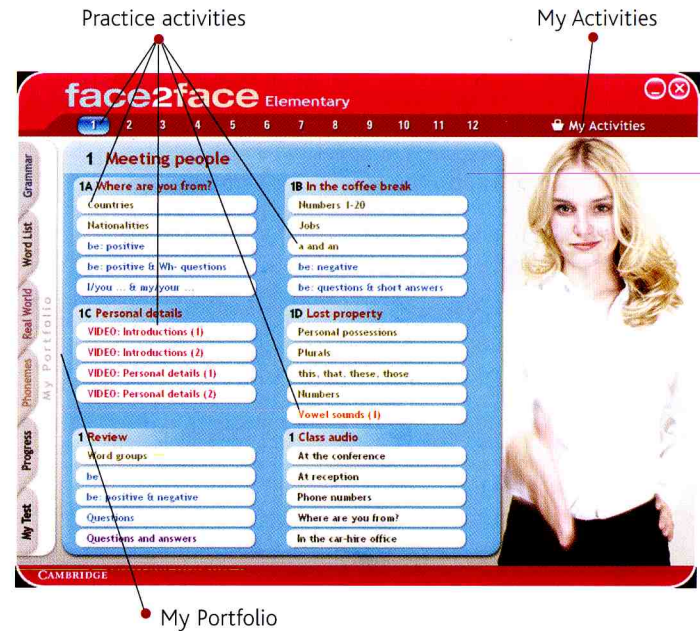 Practice activities
My Activities
face2face Elementary
1 2 3 4 5 6 7 8 9 10 11 12
My Activities
Grammar
Word List
Real World
Phonemes
Progress
My Test
My Portfolio
1 Meeting people
1A Where are you from?
Countries
Nationalities
be: positive
be: positive & Wh- questions
I/you ... & my/your ...
1B In the coffee break
Numbers 1-20
Jobs
a and an
be: negative
be: questions & short answers
1C Personal details
VIDEO: Introductions (1)
VIDEO: Introductions (2)
VIDEO: Personal details (1)
VIDEO: Personal details (2)
1D Lost property
Personal possessions
Plurals
this, that, these, those
Numbers
Vowel sounds (1)
1 Review
Word groups
be
be: positive & negative
Questions
Questions and answers
1 Class audio
At the conference
At reception
Phone numbers
Where are you from?
In the car-hire office
CAMBRIDGE
My Portfolio